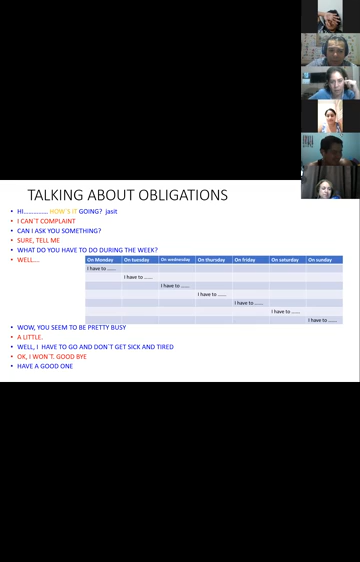 TALKING ABOUT OBLIGATIONS
• HI.............. HOW´S IT GOING? jasit
• I CAN´T COMPLAINT
• CAN I ASK YOU SOMETHING?
• SURE, TELL ME
• WHAT DO YOU HAVE TO DO DURING THE WEEK?
• WELL....
On Monday On tuesday On wednesday On thursday On friday On saturday On sunday
I have to ......
I have to ......
I have to ......
I have to ......
I have to ......
I have to ......
I have to ......
• WOW, YOU SEEM TO BE PRETTY BUSY
• A LITTLE.
• WELL, I HAVE TO GO AND DON´T GET SICK AND TIRED
• OK, I WON´T. GOOD BYE
• HAVE A GOOD ONE